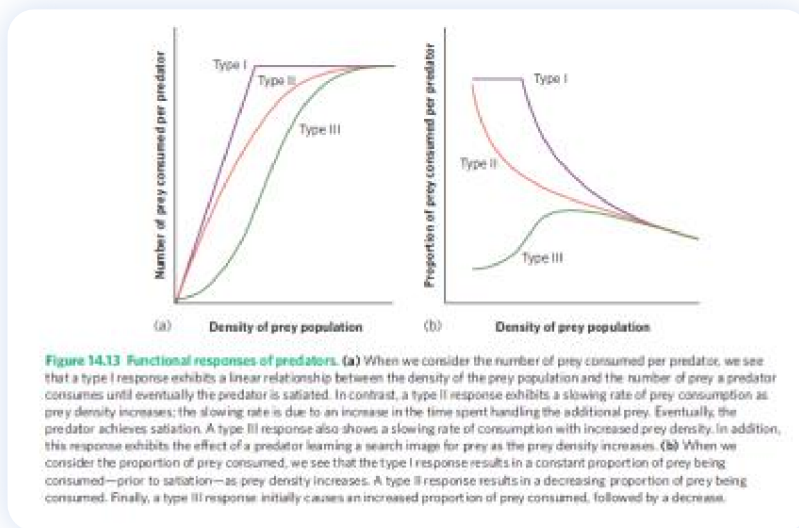 Number of prey consumed per predator
Type I
Type II
Type III
(a)
Density of prey population
Proportion of prey consumed per predator
Type I
Type II
Type III
(b)
Density of prey population
Figure 14.13 Functional responses of predators. (a) When we consider the number of prey consumed per predator, we see
that a type I response exhibits a linear relationship between the density of the prey population and the number of prey a predator
consumes until eventually the predator is satiated. In contrast, a type II response exhibits a slowing rate of prey consumption as
prey density increases; the slowing rate is due to an increase in the time spent handling the additional prey. Eventually, the
predator achieves satiation. A type III response also shows a slowing rate of consumption with increased prey density. In addition,
this response exhibits the effect of a predator learning a search image for prey as the prey density increases. (b) When we
consider the proportion of prey consumed, we see that the type I response results in a constant proportion of prey being
consumed—prior to satiation—as prey density increases. A type II response results in a decreasing proportion of prey being
consumed. Finally, a type III response initially causes an increased proportion of prey consumed, followed by a decrease.